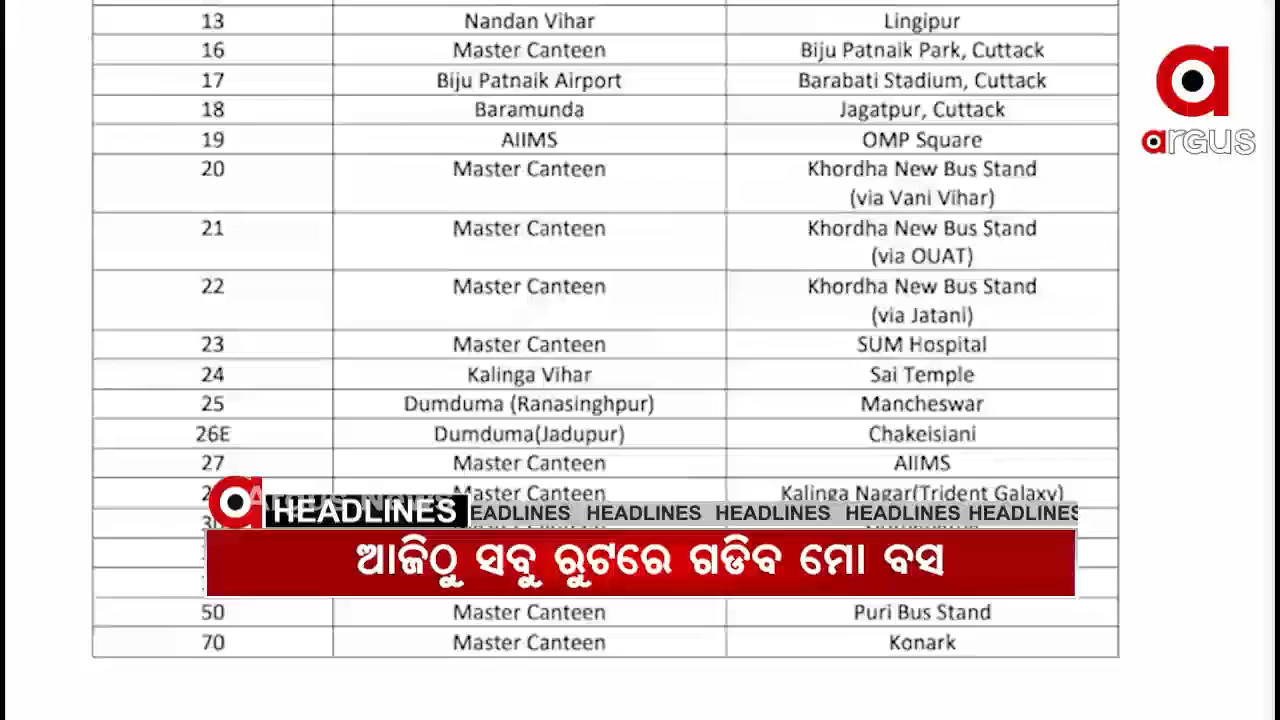 13 Nandan Vihar Lingipur
16 Master Canteen Biju Patnaik Park, Cuttack
17 Biju Patnaik Airport Barabati Stadium, Cuttack
18 Baramunda Jagatpur, Cuttack
19 AIIMS OMP Square
20 Master Canteen Khordha New Bus Stand
(via Vani Vihar)
21 Master Canteen Khordha New Bus Stand
(via OUAT)
22 Master Canteen Khordha New Bus Stand
(via Jatani)
23 Master Canteen SUM Hospital
24 Kalinga Vihar Sai Temple
25 Dumduma (Ranasinghpur) Mancheswar
26E Dumduma(Jadupur) Chakeisiani
27 Master Canteen AIIMS
Master Canteen Kalinga Nagar(Trident Galaxy)
HEADLINES EADLINES HEADLINES HEADLINES HEADLINES HEADLINES
ଆଜିଠୁ ସବୁ ରୁଟରେ ଗଡିବ ମୋ ବସ
50 Master Canteen Puri Bus Stand
70 Master Canteen Konark
argus